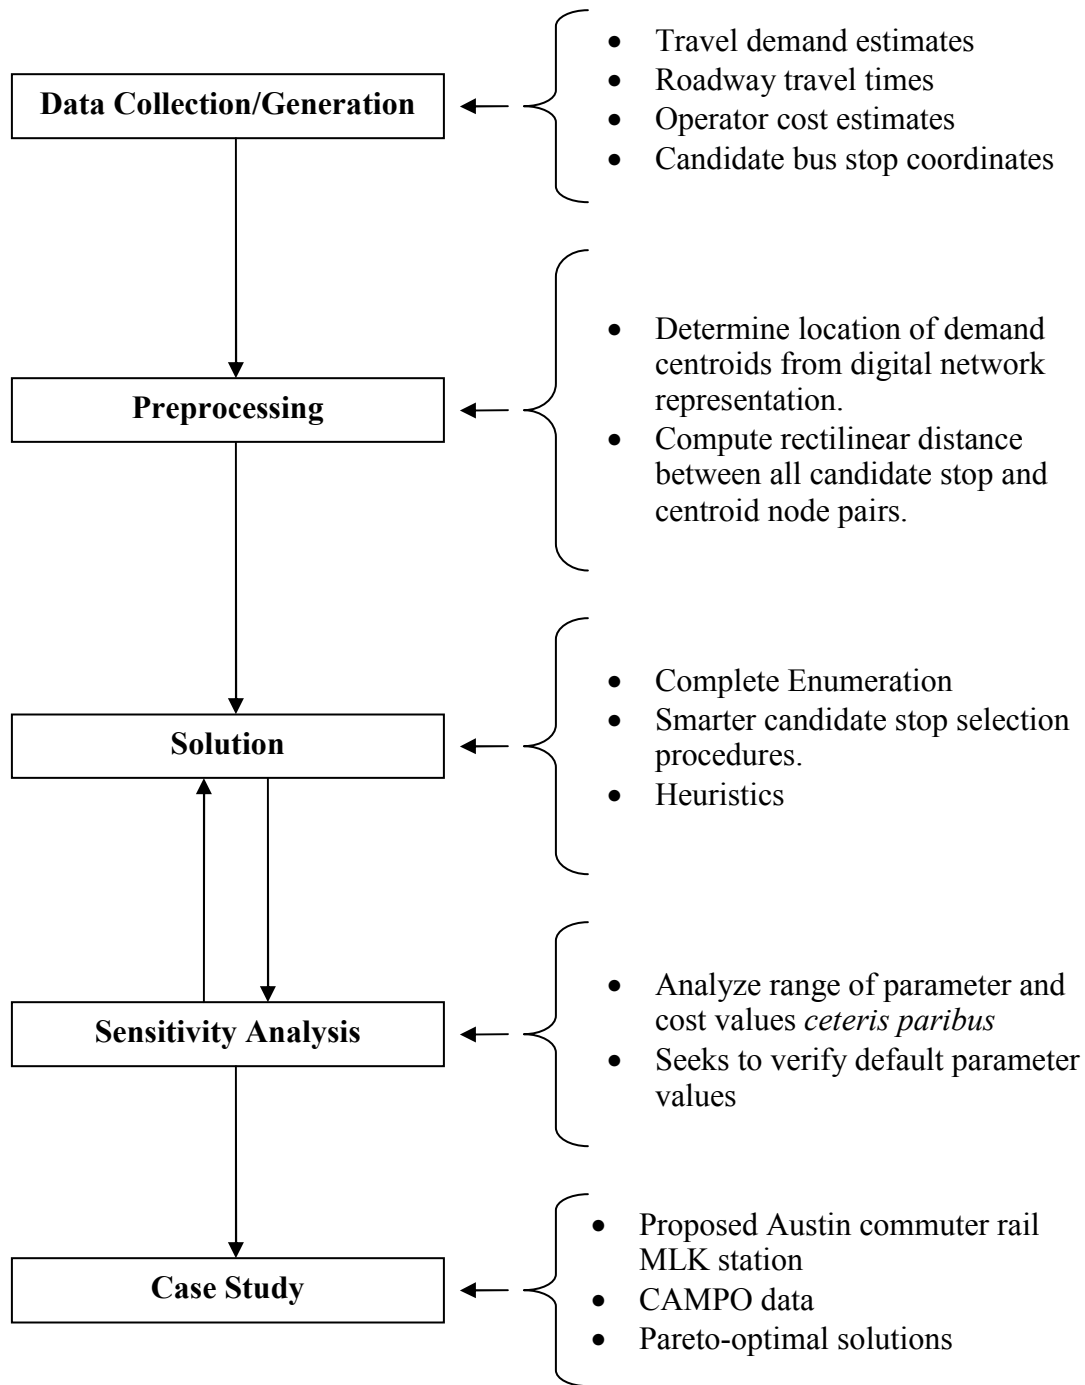 Data Collection/Generation
• Travel demand estimates
• Roadway travel times
• Operator cost estimates
• Candidate bus stop coordinates
Preprocessing
• Determine location of demand
centroids from digital network
representation.
• Compute rectilinear distance
between all candidate stop and
centroid node pairs.
Solution
• Complete Enumeration
• Smarter candidate stop selection
procedures.
• Heuristics
Sensitivity Analysis
• Analyze range of parameter and
cost values ceteris paribus
• Seeks to verify default parameter
values
Case Study
• Proposed Austin commuter rail
MLK station
• CAMPO data
• Pareto-optimal solutions